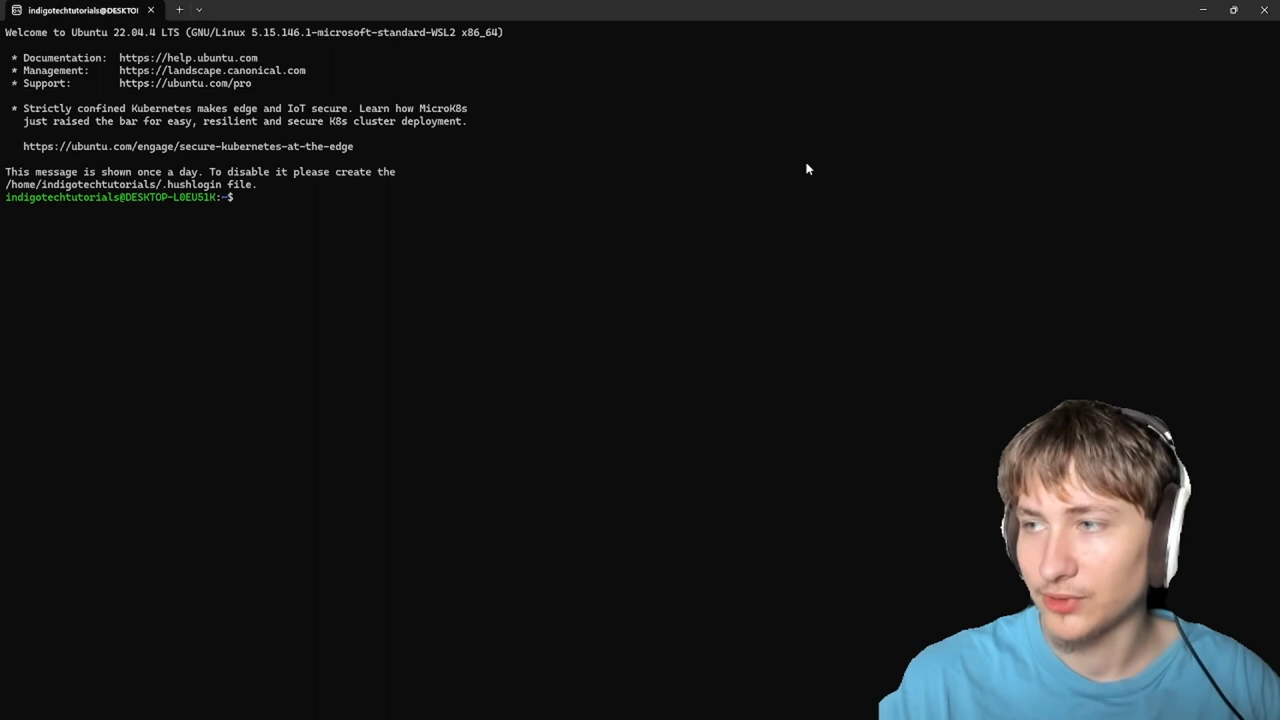 indigotechtutorials@DESKTO
Welcome to Ubuntu 22.04.4 LTS (GNU/Linux 5.15.146.1-microsoft-standard-WSL2 x86_64)
* Documentation: https://help.ubuntu.com
* Management: https://landscape.canonical.com
* Support: https://ubuntu.com/pro
* Strictly confined Kubernetes makes edge and IoT secure. Learn how MicroK8s
just raised the bar for easy, resilient and secure K8s cluster deployment.
https://ubuntu.com/engage/secure-kubernetes-at-the-edge
This message is shown once a day. To disable it please create the
/home/indigotechtutorials/.hushlogin file.
indigotechtutorials@DESKTOP-L0EU51K:~$